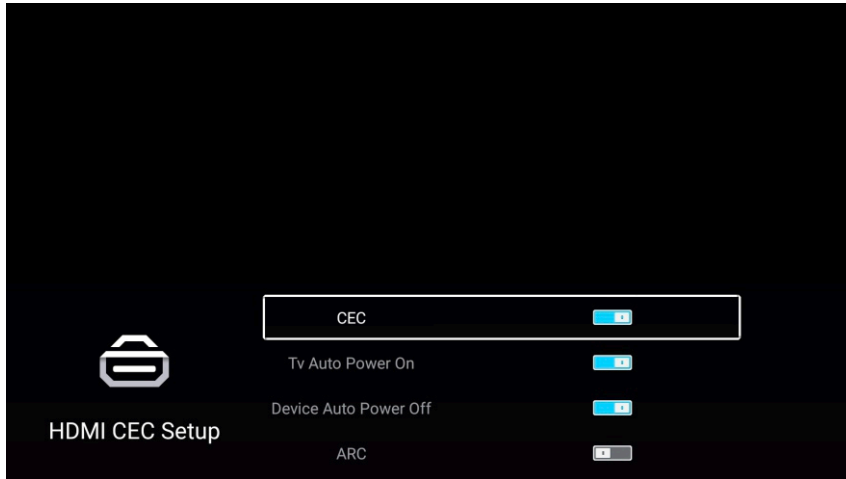 CEC
Tv Auto Power On
Device Auto Power Off
HDMI CEC Setup
ARC